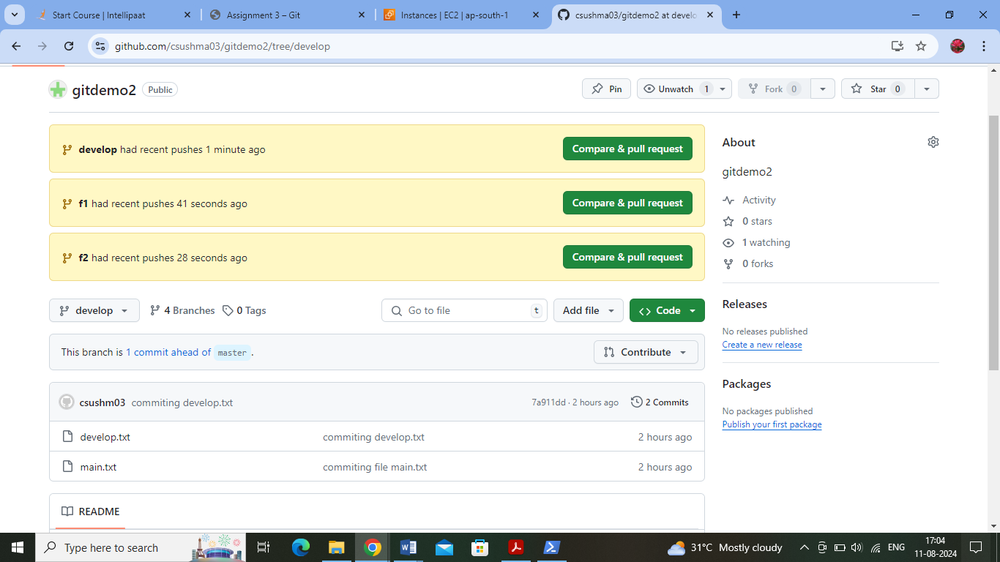 Start Course | Intellipaat
Assignment 3 – Git
Instances | EC2 | ap-south-1
csushma03/gitdemo2 at develo
github.com/csushma03/gitdemo2/tree/develop
gitdemo2 Public
Pin
Unwatch 1
Fork 0
Star 0
develop had recent pushes 1 minute ago
Compare & pull request
f1 had recent pushes 41 seconds ago
Compare & pull request
f2 had recent pushes 28 seconds ago
Compare & pull request
About
gitdemo2
Activity
0 stars
1 watching
0 forks
develop
4 Branches
0 Tags
Go to file t
Add file
Code
This branch is 1 commit ahead of master .
Contribute
csushm03 commiting develop.txt
7a911dd · 2 hours ago
2 Commits
develop.txt commiting develop.txt 2 hours ago
main.txt commiting file main.txt 2 hours ago
README
Releases
No releases published
Create a new release
Packages
No packages published
Publish your first package
Type here to search
31°C Mostly cloudy
ENG
17:04
11-08-2024